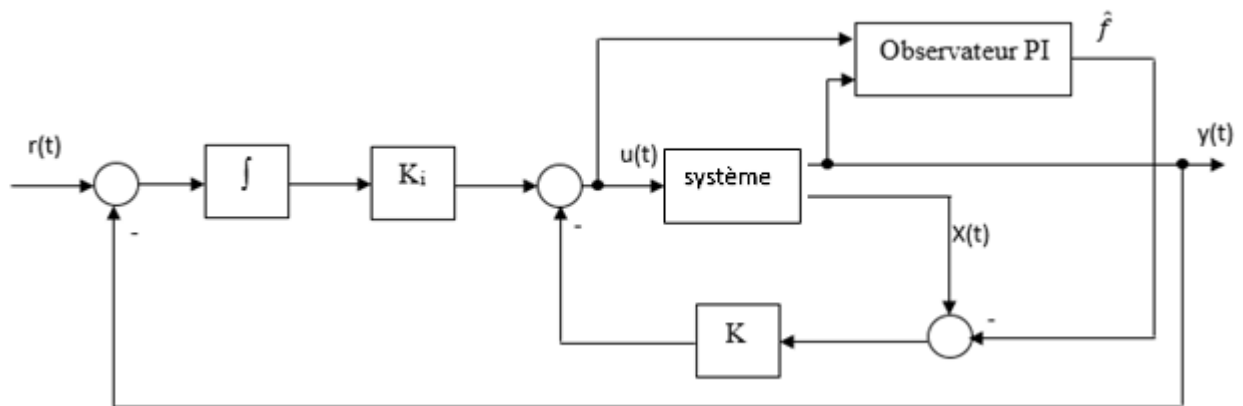 Observateur PI
f̂
r(t)
∫
Kᵢ
u(t)
système
y(t)
X(t)
-
-
-
K